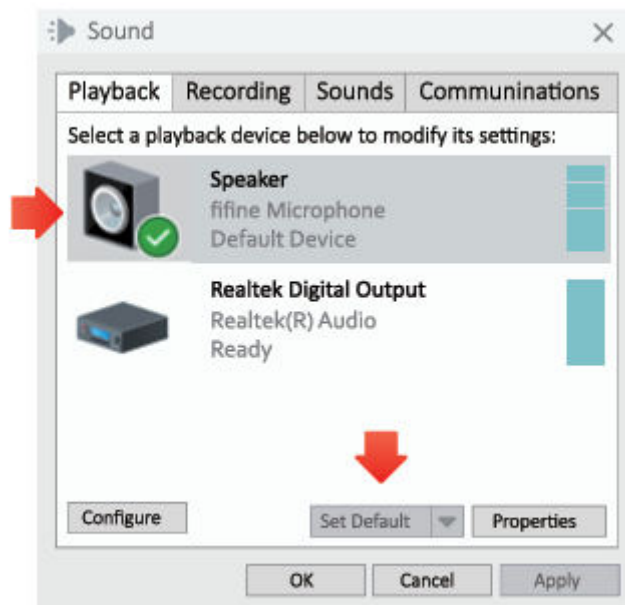 Sound
Playback Recording Sounds Communinations
Select a playback device below to modify its settings:
Speaker
fifine Microphone
Default Device
Realtek Digital Output
Realtek(R) Audio
Ready
Configure Set Default Properties
OK Cancel Apply